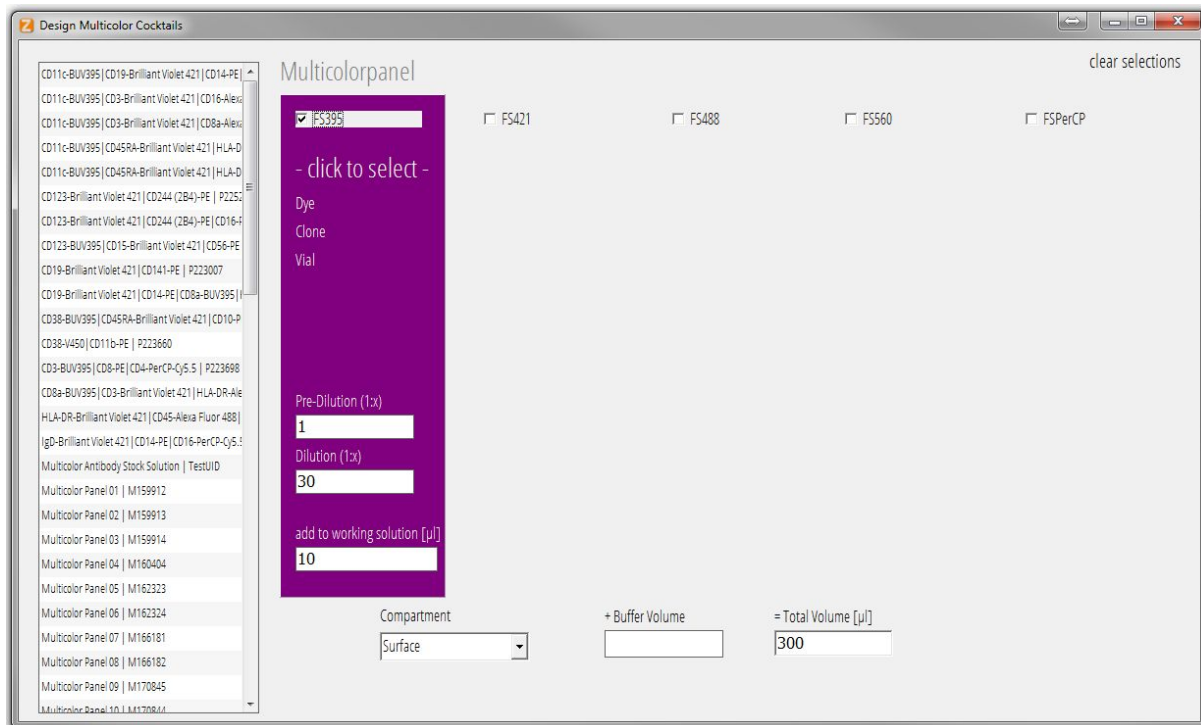 Design Multicolor Cocktails
clear selections
CD11c-BUV395|CD19-Brilliant Violet 421|CD14-PE|
CD11c-BUV395|CD3-Brilliant Violet 421|CD16-Alexa
CD11c-BUV395|CD3-Brilliant Violet 421|CD8a-Alexa
CD11c-BUV395|CD45RA-Brilliant Violet 421|HLA-D
CD11c-BUV395|CD45RA-Brilliant Violet 421|HLA-D
CD123-Brilliant Violet 421|CD244 (2B4)-PE | P2252
CD123-Brilliant Violet 421|CD244 (2B4)-PE|CD16-F
CD123-BUV395|CD15-Brilliant Violet 421|CD56-PE
CD19-Brilliant Violet 421|CD141-PE | P223007
CD19-Brilliant Violet 421|CD14-PE|CD8a-BUV395|
CD38-BUV395|CD45RA-Brilliant Violet 421|CD10-P
CD38-V450|CD11b-PE | P223660
CD3-BUV395|CD8-PE|CD4-PerCP-Cy5.5 | P223698
CD8a-BUV395|CD3-Brilliant Violet 421|HLA-DR-Ale
HLA-DR-Brilliant Violet 421|CD45-Alexa Fluor 488|
IgD-Brilliant Violet 421|CD14-PE|CD16-PerCP-Cy5.5
Multicolor Antibody Stock Solution | TestUID
Multicolor Panel 01 | M159912
Multicolor Panel 02 | M159913
Multicolor Panel 03 | M159914
Multicolor Panel 04 | M160404
Multicolor Panel 05 | M162323
Multicolor Panel 06 | M162324
Multicolor Panel 07 | M166181
Multicolor Panel 08 | M166182
Multicolor Panel 09 | M170845
Multicolor Panel 10 | M170844
Multicolorpanel
FS395 FS421 FS488 FS560 FSPerCP
- click to select -
Dye
Clone
Vial
Pre-Dilution (1:x)
1
Dilution (1:x)
30
add to working solution [µl]
10
Compartment + Buffer Volume = Total Volume [µl]
Surface 300